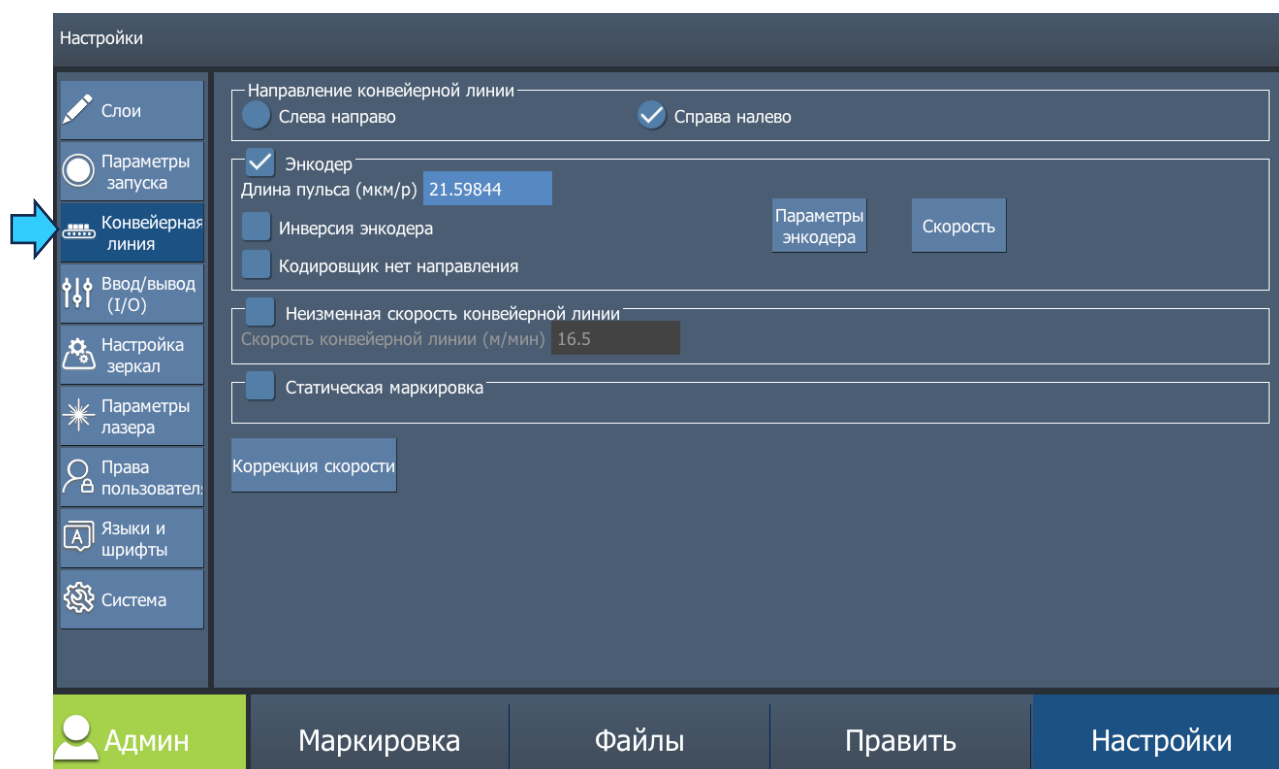 Настройки
Слои
Параметры
запуска
Конвейерная
линия
Ввод/вывод
(I/O)
Настройка
зеркал
Параметры
лазера
Права
пользовател
Языки и
шрифты
Система
Направление конвейерной линии
Слева направо
Справа налево
Энкодер
Длина пульса (мкм/р) 21.59844
Инверсия энкодера
Кодировщик нет направления
Параметры
энкодера
Скорость
Неизменная скорость конвейерной линии
Скорость конвейерной линии (м/мин) 16.5
Статическая маркировка
Коррекция скорости
Админ
Маркировка
Файлы
Править
Настройки